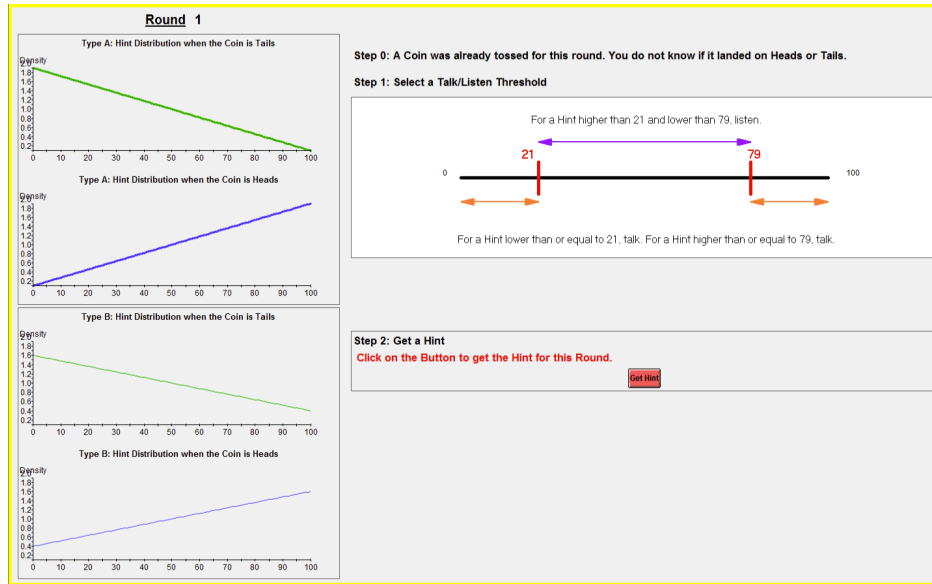 Round 1
Type A: Hint Distribution when the Coin is Tails
Density
2.0
1.8
1.6
1.4
1.2
1.0
0.8
0.6
0.4
0.2
0 10 20 30 40 50 60 70 80 90 100
Type A: Hint Distribution when the Coin is Heads
Density
2.0
1.8
1.6
1.4
1.2
1.0
0.8
0.6
0.4
0.2
0 10 20 30 40 50 60 70 80 90 100
Type B: Hint Distribution when the Coin is Tails
Density
2.0
1.8
1.6
1.4
1.2
1.0
0.8
0.6
0.4
0.2
0 10 20 30 40 50 60 70 80 90 100
Type B: Hint Distribution when the Coin is Heads
Density
2.0
1.8
1.6
1.4
1.2
1.0
0.8
0.6
0.4
0.2
0 10 20 30 40 50 60 70 80 90 100
Step 0: A Coin was already tossed for this round. You do not know if it landed on Heads or Tails.
Step 1: Select a Talk/Listen Threshold
For a Hint higher than 21 and lower than 79, listen.
21 79
0 100
For a Hint lower than or equal to 21, talk. For a Hint higher than or equal to 79, talk.
Step 2: Get a Hint
Click on the Button to get the Hint for this Round.
Get Hint